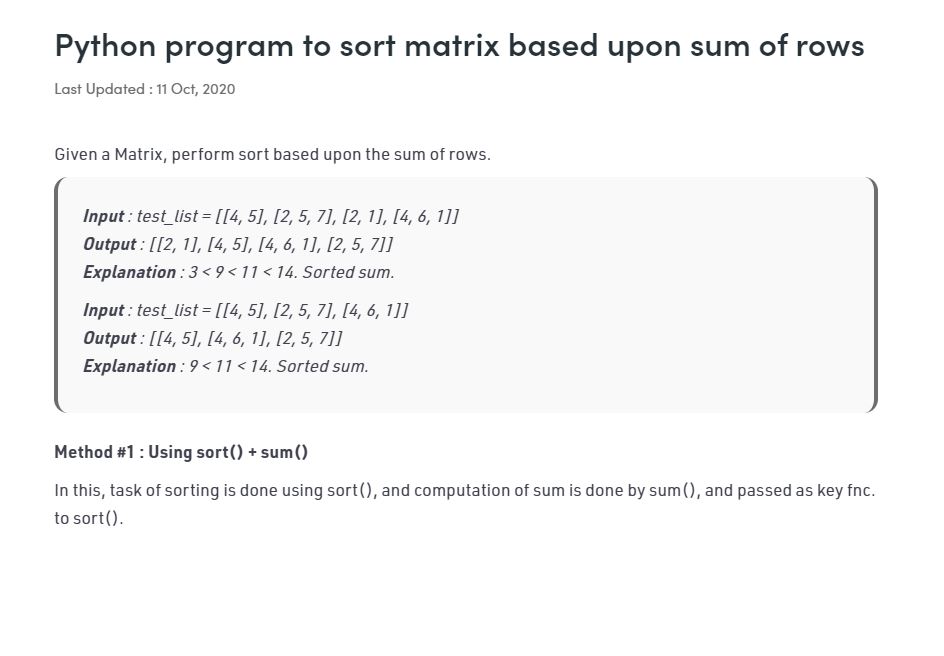 Python program to sort matrix based upon sum of rows
Last Updated : 11 Oct, 2020
Given a Matrix, perform sort based upon the sum of rows.
Input : test_list = [[4, 5], [2, 5, 7], [2, 1], [4, 6, 1]]
Output : [[2, 1], [4, 5], [4, 6, 1], [2, 5, 7]]
Explanation : 3 < 9 < 11 < 14. Sorted sum.
Input : test_list = [[4, 5], [2, 5, 7], [4, 6, 1]]
Output : [[4, 5], [4, 6, 1], [2, 5, 7]]
Explanation : 9 < 11 < 14. Sorted sum.
Method #1 : Using sort() + sum()
In this, task of sorting is done using sort(), and computation of sum is done by sum(), and passed as key fnc.
to sort().